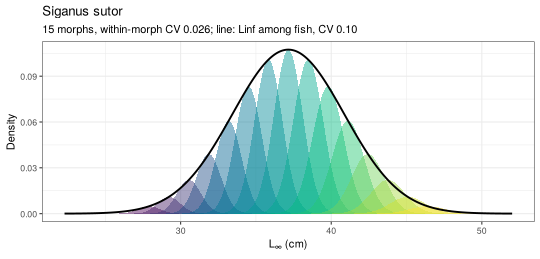 Siganus sutor
15 morphs, within-morph CV 0.026; line: Linf among fish, CV 0.10
Density
0.09
0.06
0.03
0.00
30
40
50
L∞ (cm)